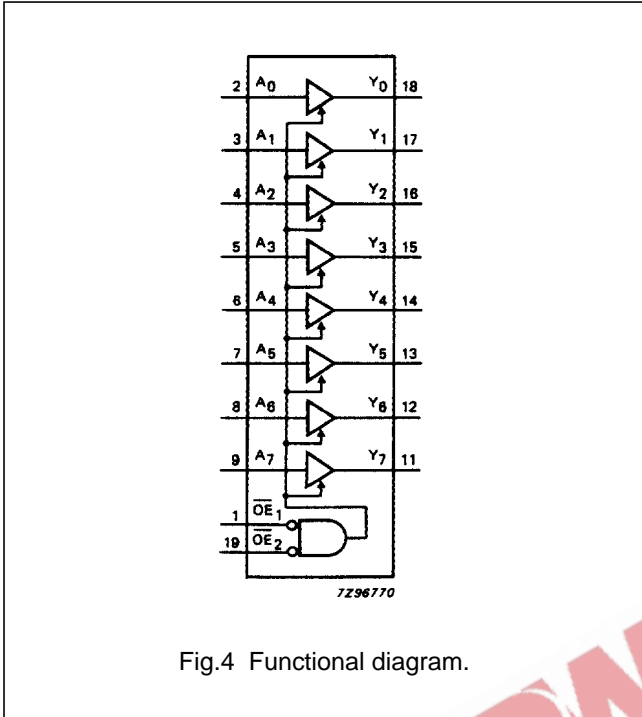 2 A0 Y0 18
3 A1 Y1 17
4 A2 Y2 16
5 A3 Y3 15
6 A4 Y4 14
7 A5 Y5 13
8 A6 Y6 12
9 A7 Y7 11
1 O̅E̅1
19 O̅E̅2
7Z96770
Fig.4 Functional diagram.